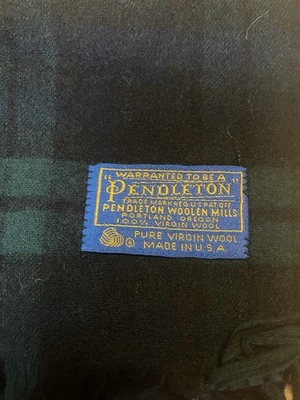 WARRANTED TO BE A
"PENDLETON"
TRADE MARK REG U S PAT OFF
PENDLETON WOOLEN MILLS
PORTLAND, OREGON
100% VIRGIN WOOL
® PURE VIRGIN WOOL
MADE IN U.S.A.